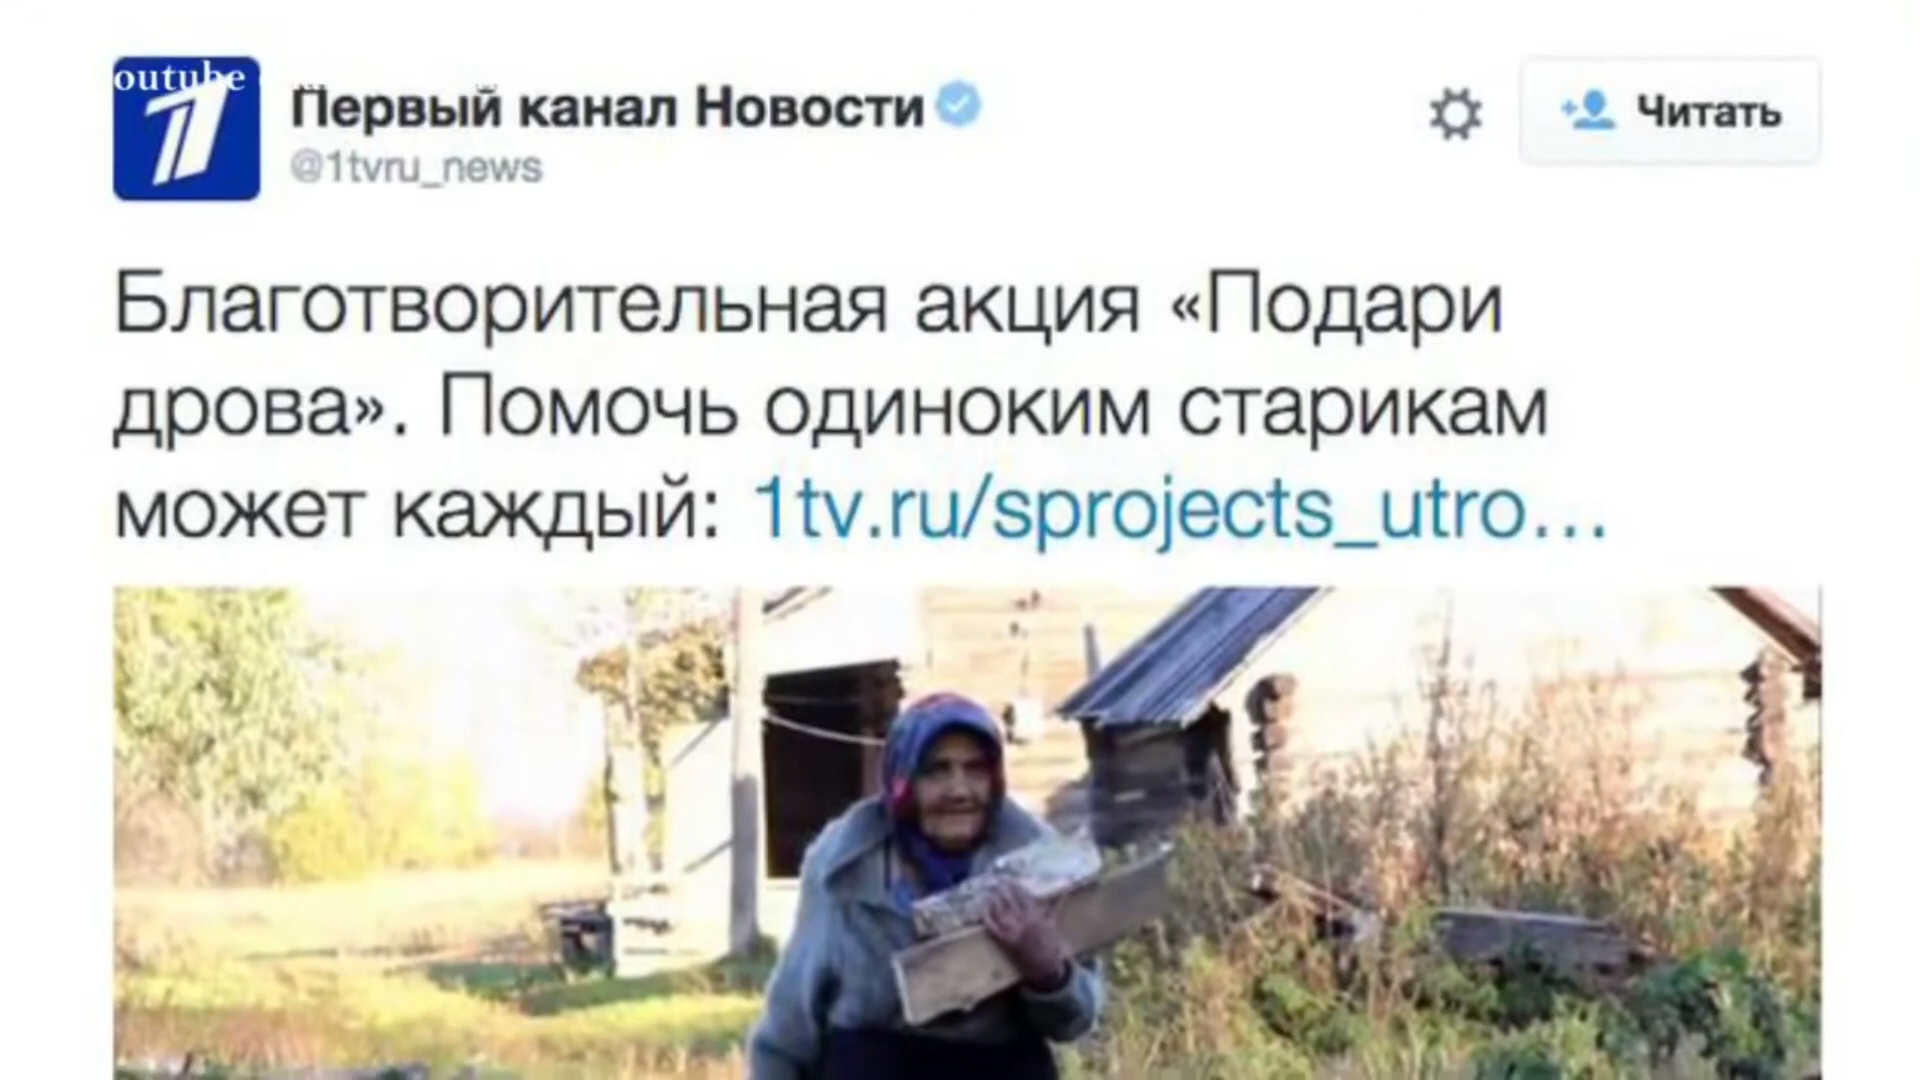 outube
Первый канал Новости
@1tvru_news
Читать
Благотворительная акция «Подари
дрова». Помочь одиноким старикам
может каждый: 1tv.ru/sprojects_utro...